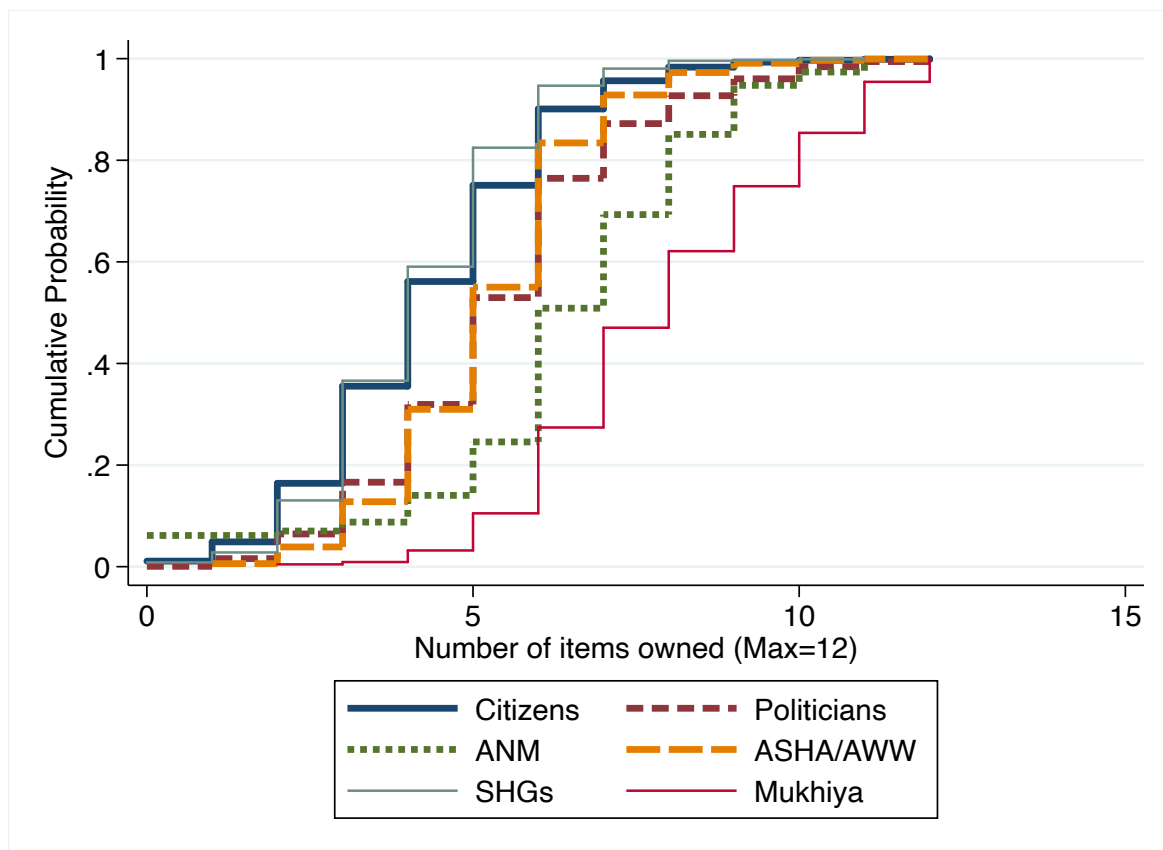 Cumulative Probability
1
.8
.6
.4
.2
0
0 5 10 15
Number of items owned (Max=12)
Citizens Politicians
ANM ASHA/AWW
SHGs Mukhiya